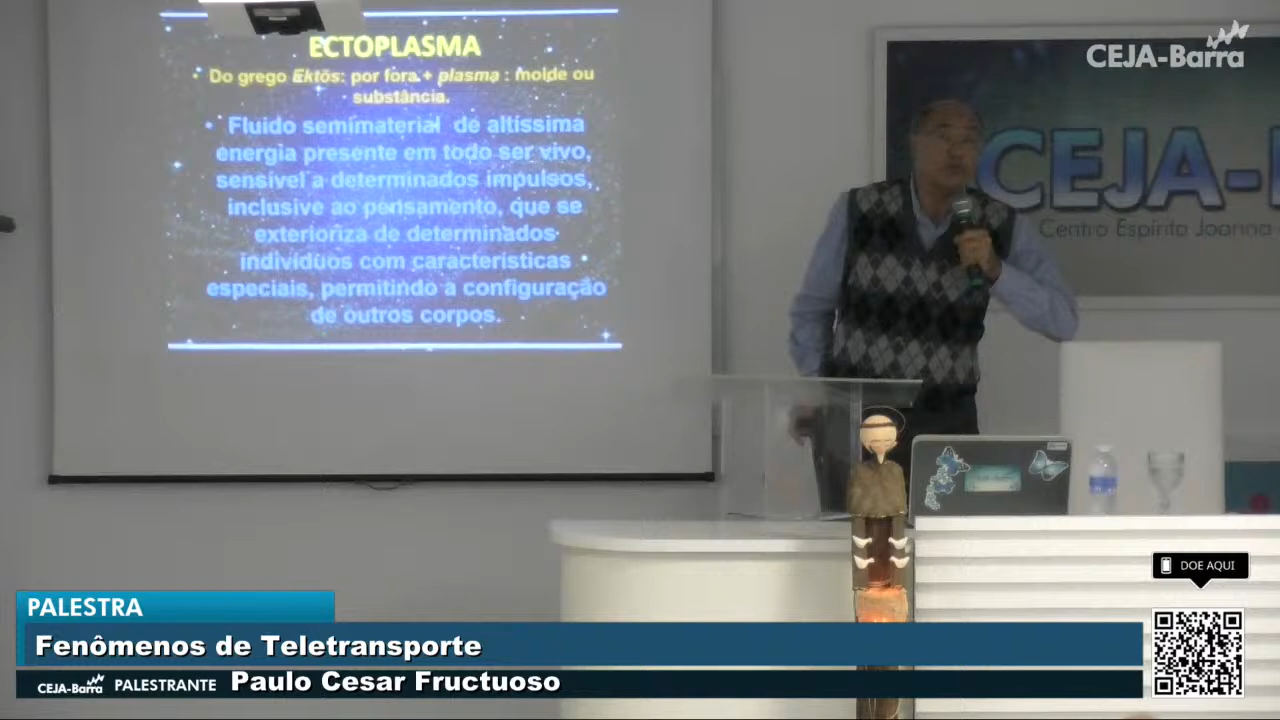 ECTOPLASMA
• Do grego Ektōs: por fora + plasma : molde ou
substância.
• Fluido semimaterial de altíssima
energia presente em todo ser vivo,
sensível a determinados impulsos,
inclusive ao pensamento, que se
exterioriza de determinados
indivíduos com características
especiais, permitindo a configuração
de outros corpos.
CEJA-Barra
CEJA-
Centro Espírita Joanna
DOE AQUI
PALESTRA
Fenômenos de Teletransporte
CEJA-Barra PALESTRANTE Paulo Cesar Fructuoso